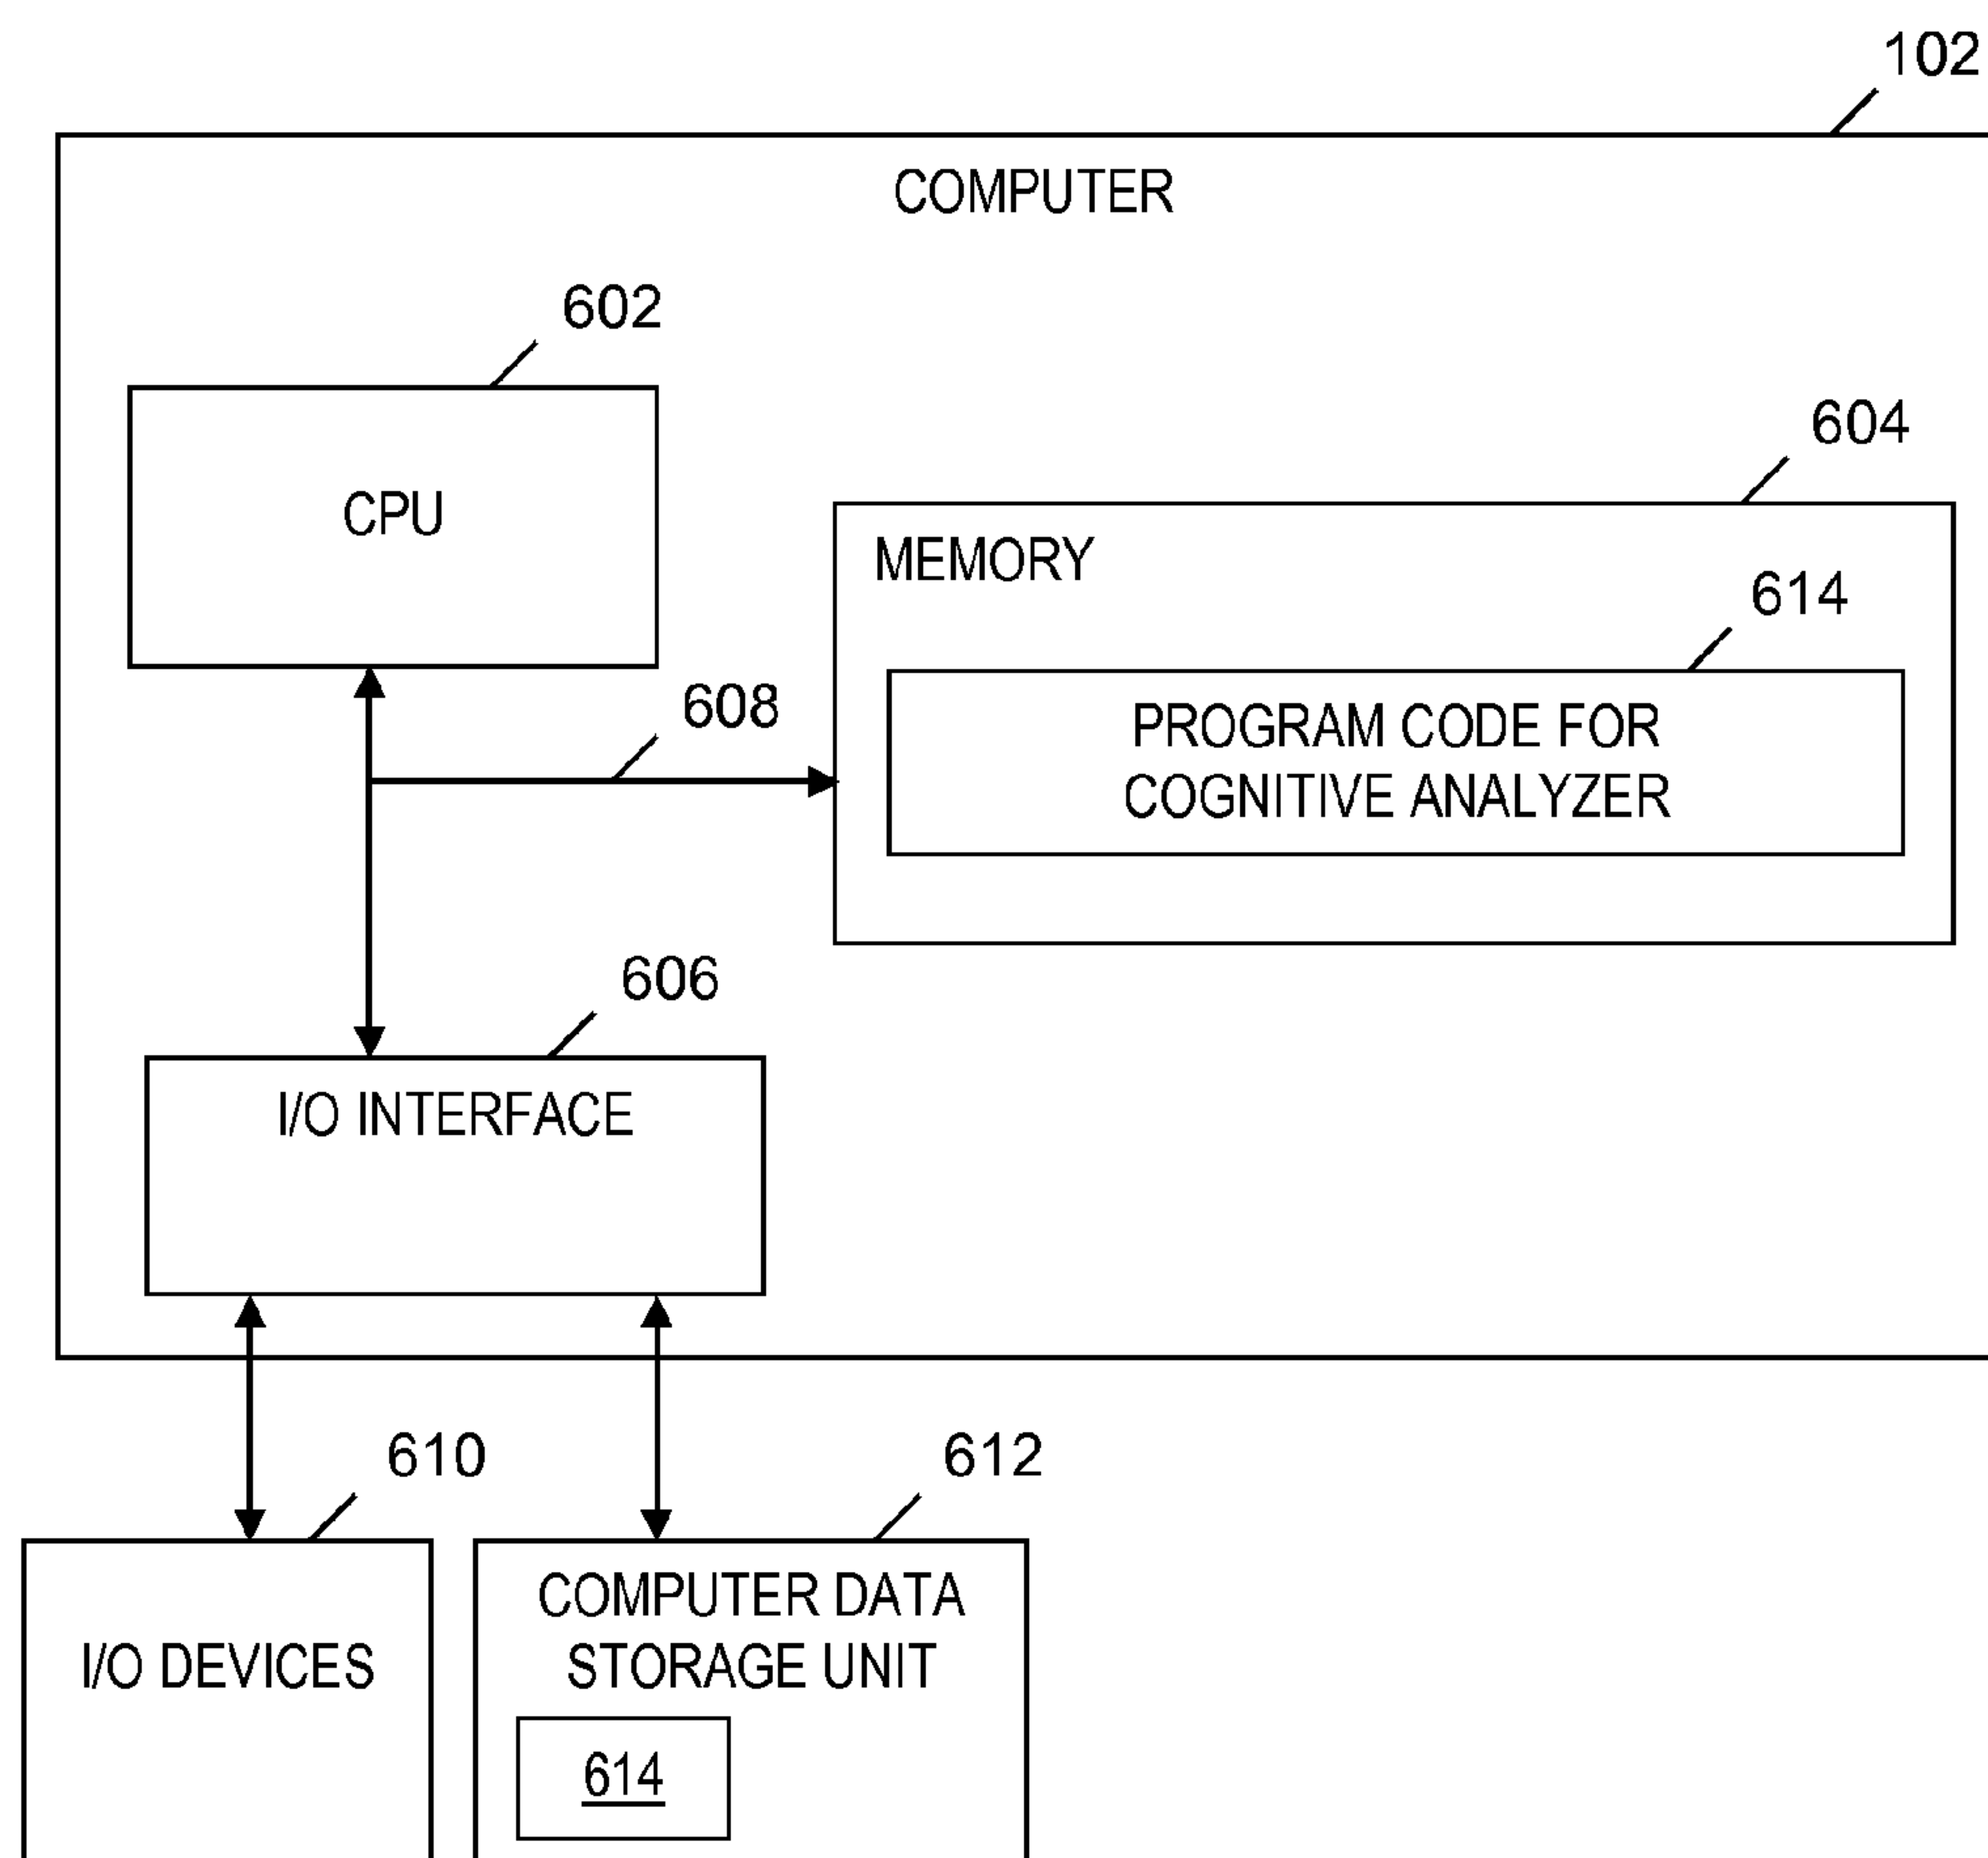 102
COMPUTER
602
CPU
604
MEMORY
614
PROGRAM CODE FOR
COGNITIVE ANALYZER
608
606
I/O INTERFACE
610
612
I/O DEVICES
COMPUTER DATA
STORAGE UNIT
614